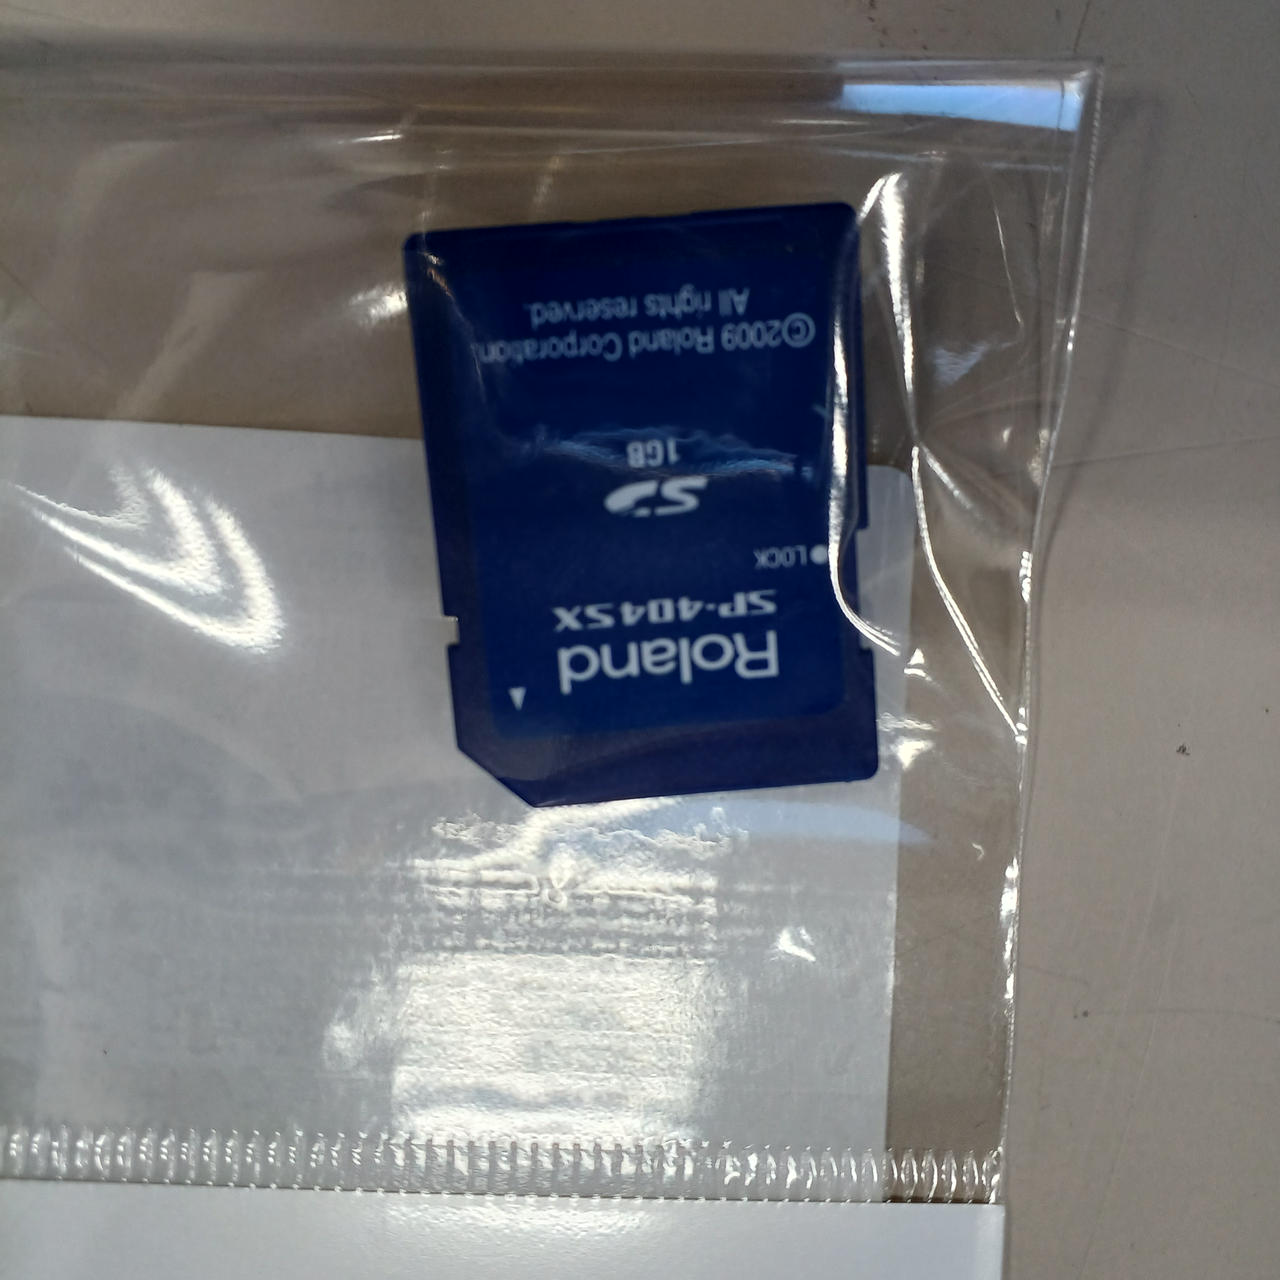 Roland
SP-404SX
LOCK
SD
1GB
©2009 Roland Corporation.
All rights reserved.